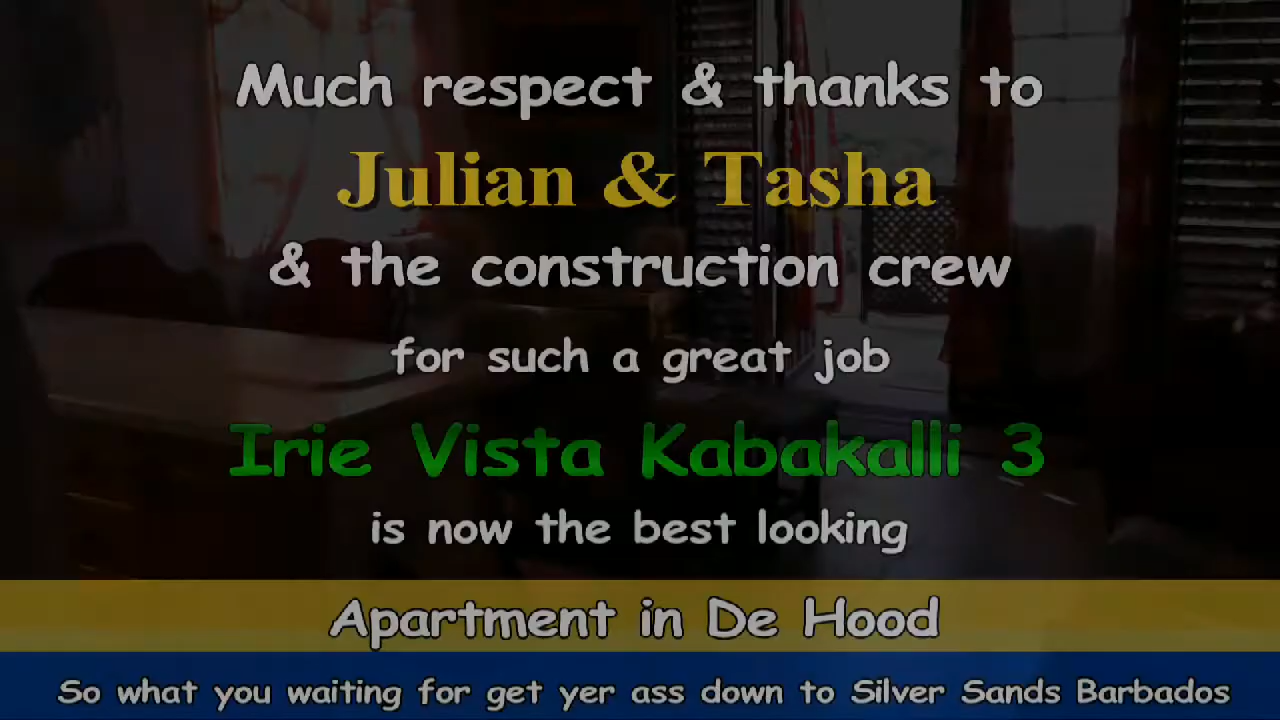 Much respect & thanks to
Julian & Tasha
& the construction crew
for such a great job
Irie Vista Kabakalli 3
is now the best looking
Apartment in De Hood
So what you waiting for get yer ass down to Silver Sands Barbados